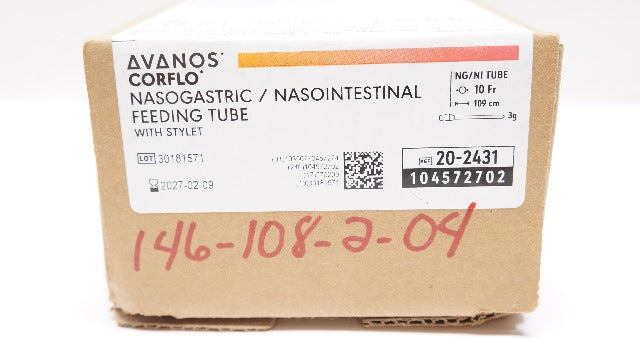 AVANOS*
CORFLO*
NASOGASTRIC / NASOINTESTINAL
FEEDING TUBE
WITH STYLET
NG/NI TUBE
10 Fr
109 cm
3g
LOT 30181571
2027-02-09
REF 20-2431
104572702
146-108-2-04